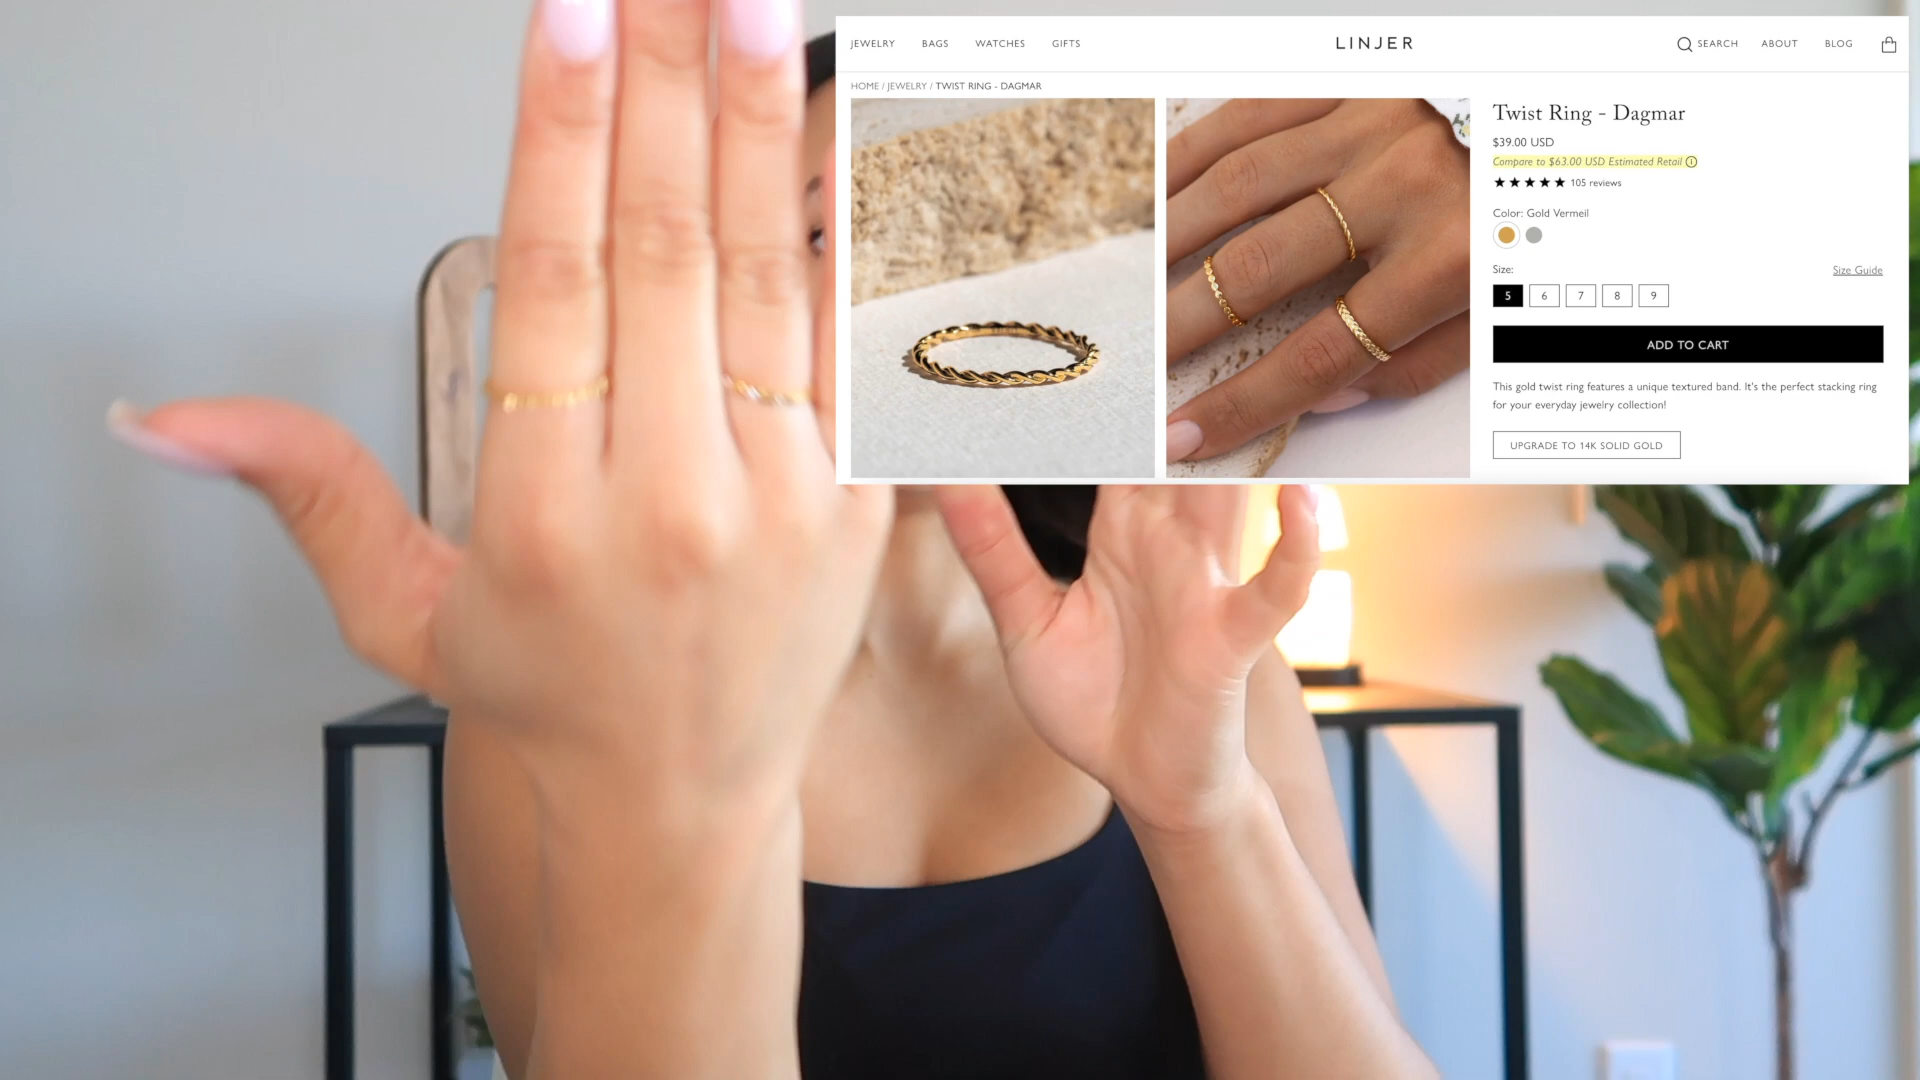 JEWELRY BAGS WATCHES GIFTS LINJER SEARCH ABOUT BLOG
HOME / JEWELRY / TWIST RING - DAGMAR
Twist Ring - Dagmar
$39.00 USD
Compare to $63.00 USD Estimated Retail
105 reviews
Color: Gold Vermeil
Size: Size Guide
5 6 7 8 9
ADD TO CART
This gold twist ring features a unique textured band. It's the perfect stacking ring
for your everyday jewelry collection!
UPGRADE TO 14K SOLID GOLD